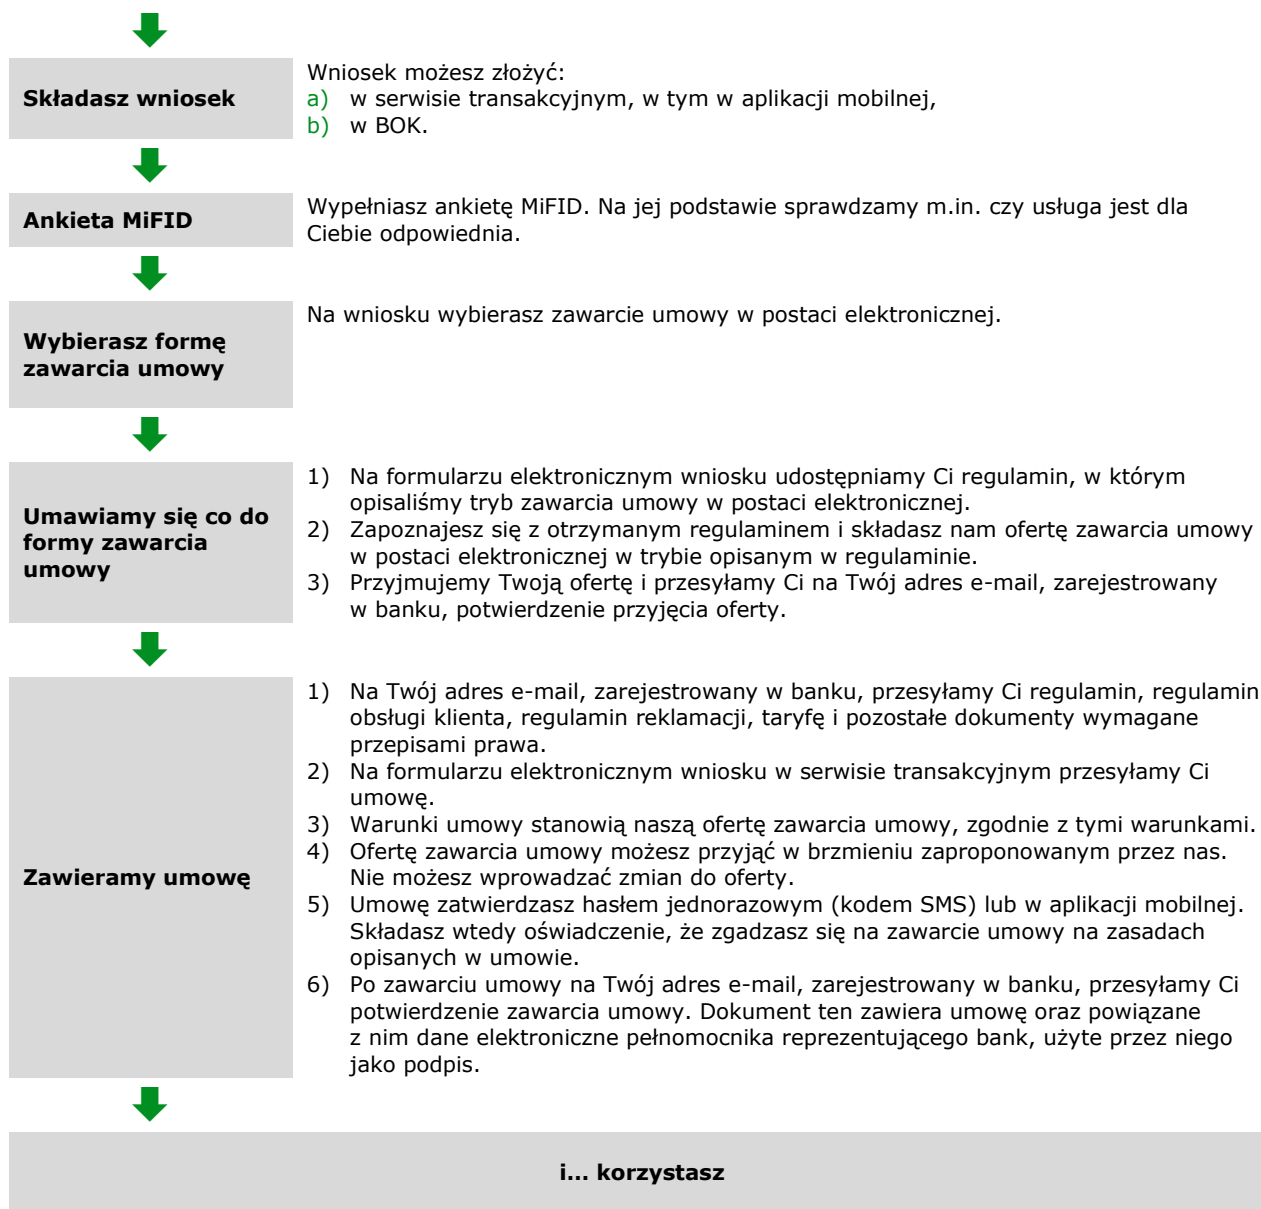 Składasz wniosek
Wniosek możesz złożyć:
a) w serwisie transakcyjnym, w tym w aplikacji mobilnej,
b) w BOK.
Ankieta MiFID
Wypełniasz ankietę MiFID. Na jej podstawie sprawdzamy m.in. czy usługa jest dla
Ciebie odpowiednia.
Wybierasz formę
zawarcia umowy
Na wniosku wybierasz zawarcie umowy w postaci elektronicznej.
Umawiamy się co do
formy zawarcia
umowy
1) Na formularzu elektronicznym wniosku udostępniamy Ci regulamin, w którym
opisaliśmy tryb zawarcia umowy w postaci elektronicznej.
2) Zapoznajesz się z otrzymanym regulaminem i składasz nam ofertę zawarcia umowy
w postaci elektronicznej w trybie opisanym w regulaminie.
3) Przyjmujemy Twoją ofertę i przesyłamy Ci na Twój adres e-mail, zarejestrowany
w banku, potwierdzenie przyjęcia oferty.
Zawieramy umowę
1) Na Twój adres e-mail, zarejestrowany w banku, przesyłamy Ci regulamin, regulamin
obsługi klienta, regulamin reklamacji, taryfę i pozostałe dokumenty wymagane
przepisami prawa.
2) Na formularzu elektronicznym wniosku w serwisie transakcyjnym przesyłamy Ci
umowę.
3) Warunki umowy stanowią naszą ofertę zawarcia umowy, zgodnie z tymi warunkami.
4) Ofertę zawarcia umowy możesz przyjąć w brzmieniu zaproponowanym przez nas.
Nie możesz wprowadzać zmian do oferty.
5) Umowę zatwierdzasz hasłem jednorazowym (kodem SMS) lub w aplikacji mobilnej.
Składasz wtedy oświadczenie, że zgadzasz się na zawarcie umowy na zasadach
opisanych w umowie.
6) Po zawarciu umowy na Twój adres e-mail, zarejestrowany w banku, przesyłamy Ci
potwierdzenie zawarcia umowy. Dokument ten zawiera umowę oraz powiązane
z nim dane elektroniczne pełnomocnika reprezentującego bank, użyte przez niego
jako podpis.
i... korzystasz